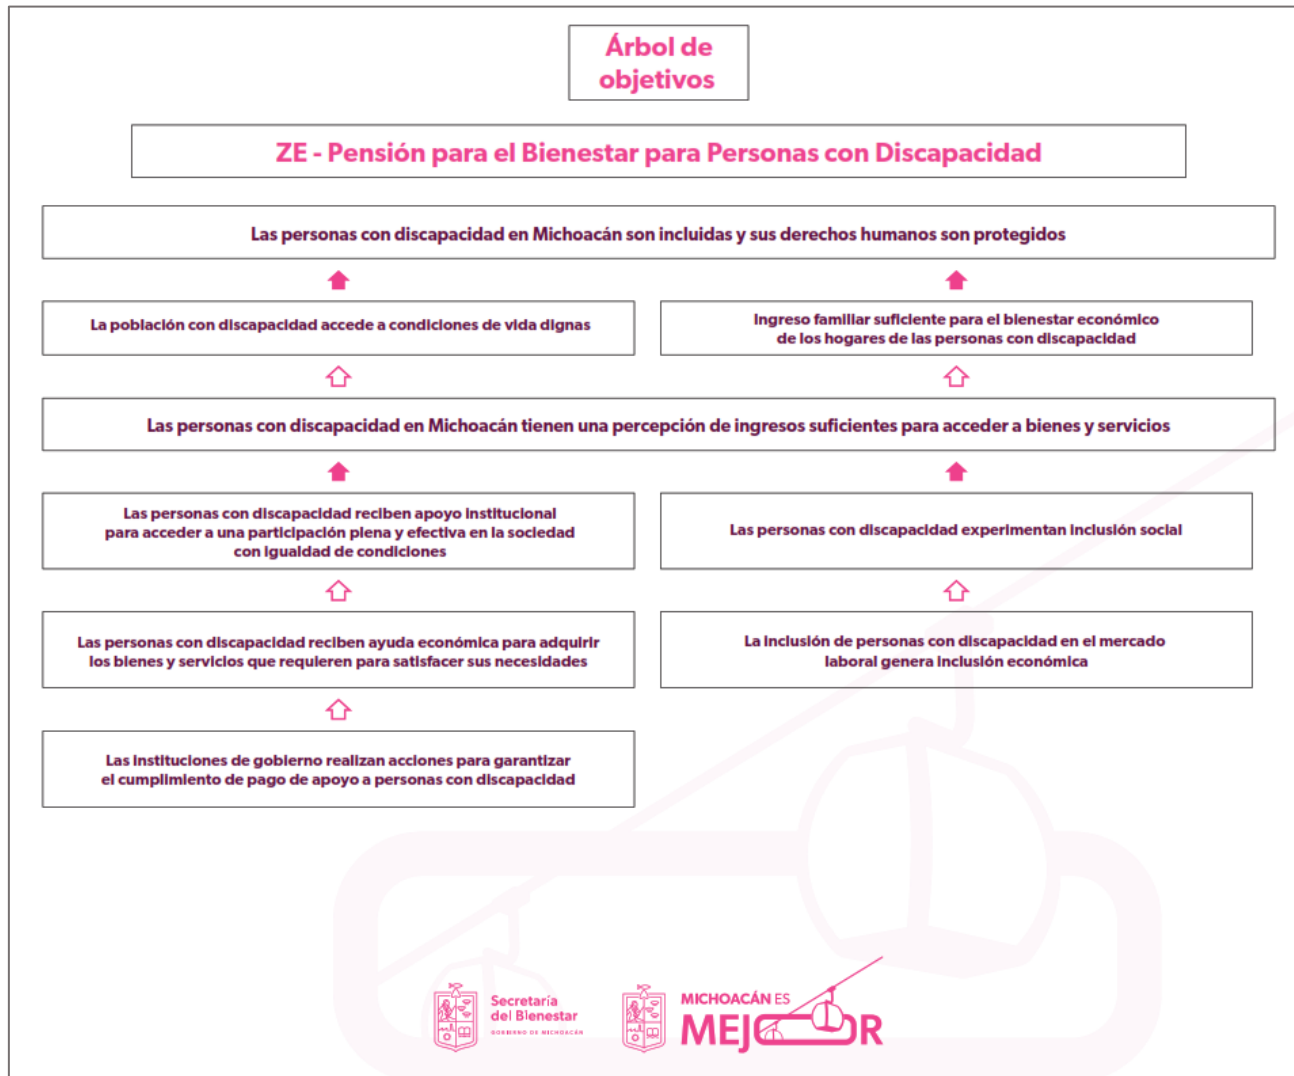 Árbol de
objetivos
ZE - Pensión para el Bienestar para Personas con Discapacidad
Las personas con discapacidad en Michoacán son incluidas y sus derechos humanos son protegidos
La población con discapacidad accede a condiciones de vida dignas
Ingreso familiar suficiente para el bienestar económico
de los hogares de las personas con discapacidad
Las personas con discapacidad en Michoacán tienen una percepción de ingresos suficientes para acceder a bienes y servicios
Las personas con discapacidad reciben apoyo institucional
para acceder a una participación plena y efectiva en la sociedad
con igualdad de condiciones
Las personas con discapacidad experimentan inclusión social
Las personas con discapacidad reciben ayuda económica para adquirir
los bienes y servicios que requieren para satisfacer sus necesidades
La inclusión de personas con discapacidad en el mercado
laboral genera inclusión económica
Las instituciones de gobierno realizan acciones para garantizar
el cumplimiento de pago de apoyo a personas con discapacidad
Secretaría
del Bienestar
GOBIERNO DE MICHOACÁN
MICHOACÁN ES
MEJOR